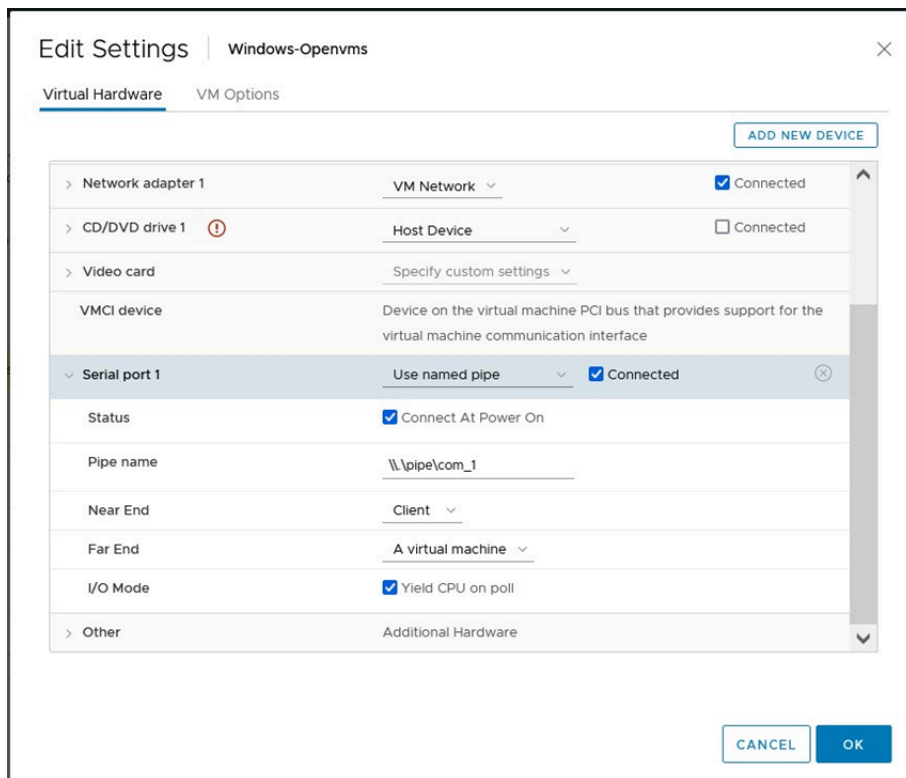 Edit Settings Windows-Openvms
Virtual Hardware VM Options
ADD NEW DEVICE
Network adapter 1 VM Network Connected
CD/DVD drive 1 Host Device Connected
Video card Specify custom settings
VMCI device Device on the virtual machine PCI bus that provides support for the
virtual machine communication interface
Serial port 1 Use named pipe Connected
Status Connect At Power On
Pipe name \\.\pipe\com_1
Near End Client
Far End A virtual machine
I/O Mode Yield CPU on poll
Other Additional Hardware
CANCEL OK